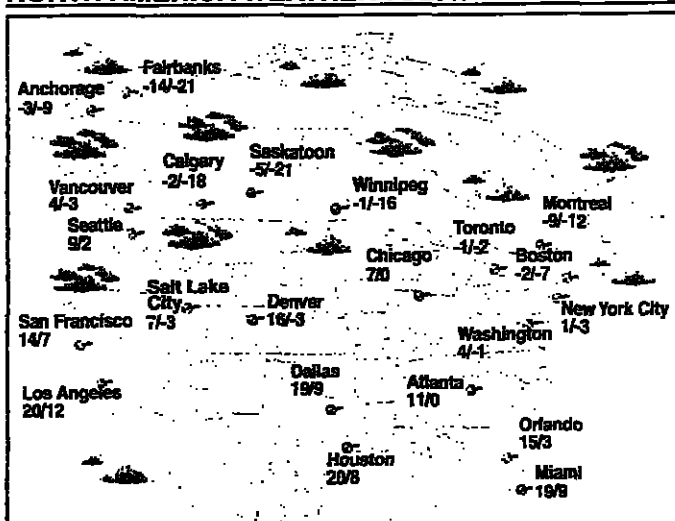 Fairbanks
-14/-21
Anchorage
-3/-9
Calgary
-2/-18
Saskatoon
-5/-21
Vancouver
4/-3
Winnipeg
-1/-16
Seattle
9/2
Toronto
-1/-2
Montreal
-9/-12
Boston
-2/-7
Chicago
7/0
Salt Lake
City
7/-3
Denver
16/-3
New York City
1/-3
San Francisco
14/7
Washington
4/-1
Los Angeles
20/12
Dallas
19/9
Atlanta
11/0
Orlando
15/3
Houston
20/8
Miami
19/9